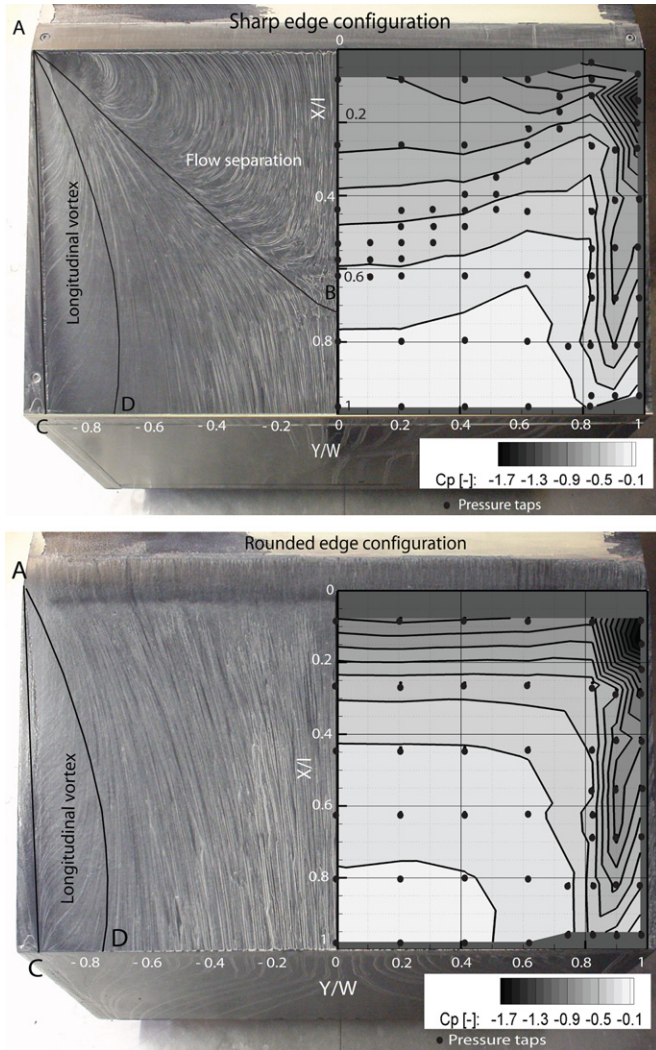 A
Sharp edge configuration
0
X/l
0.2
Flow separation
0.4
Longitudinal vortex
B
0.6
0.8
D
1
C
- 0.8 - 0.6 - 0.4 - 0.2 0 0.2 0.4 0.6 0.8 1
Y/W
Cp [-]: -1.7 -1.3 -0.9 -0.5 -0.1
Pressure taps
Rounded edge configuration
A
0
0.2
0.4
X/l
Longitudinal vortex
0.6
0.8
D
1
C
- 0.8 - 0.6 - 0.4 - 0.2 0 0.2 0.4 0.6 0.8 1
Y/W
Cp [-]: -1.7 -1.3 -0.9 -0.5 -0.1
Pressure taps